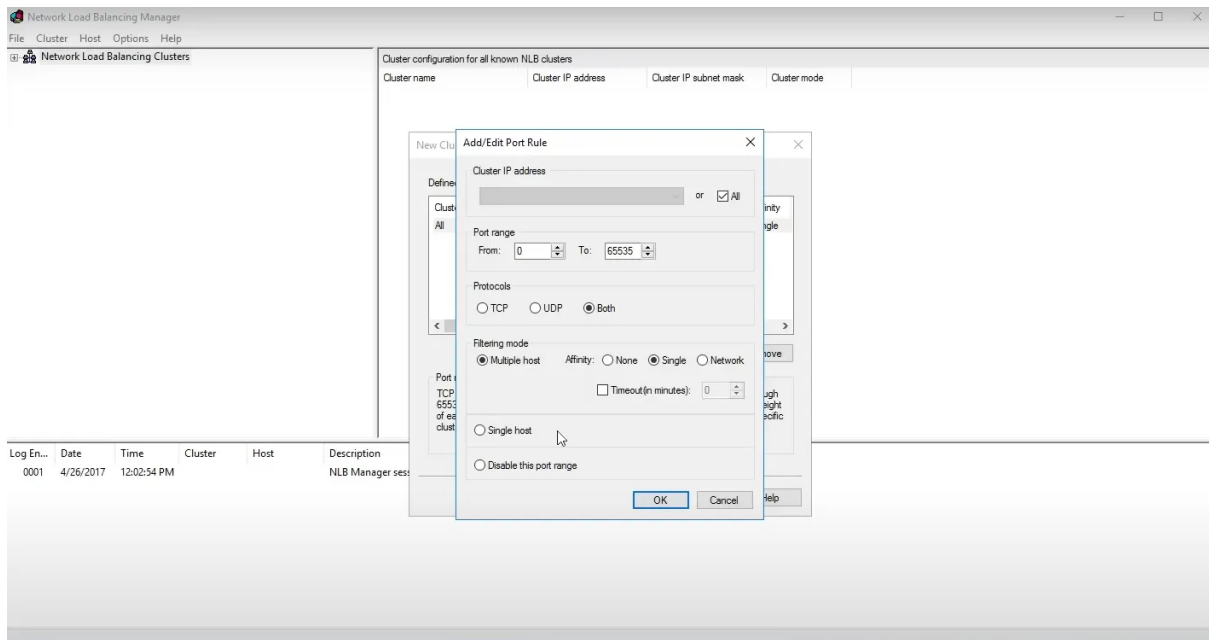 Network Load Balancing Manager
File Cluster Host Options Help
Network Load Balancing Clusters
Cluster configuration for all known NLB clusters
Cluster name Cluster IP address Cluster IP subnet mask Cluster mode
New Clu
Define
Clust
All
inity
ngle
ove
Port
TCP
6553
of ea
clust
ugh
eight
ecific
Help
Add/Edit Port Rule
Cluster IP address
or All
Port range
From: 0 To: 65535
Protocols
TCP UDP Both
Filtering mode
Multiple host Affinity: None Single Network
Timeout(in minutes): 0
Single host
Disable this port range
OK Cancel
Log En... Date Time Cluster Host Description
0001 4/26/2017 12:02:54 PM NLB Manager ses